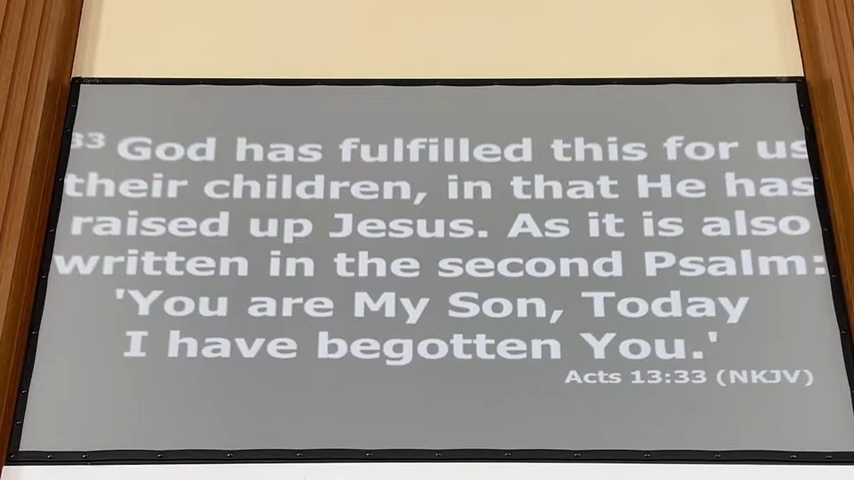 33 God has fulfilled this for us
their children, in that He has
raised up Jesus. As it is also
written in the second Psalm:
'You are My Son, Today
I have begotten You.'
Acts 13:33 (NKJV)